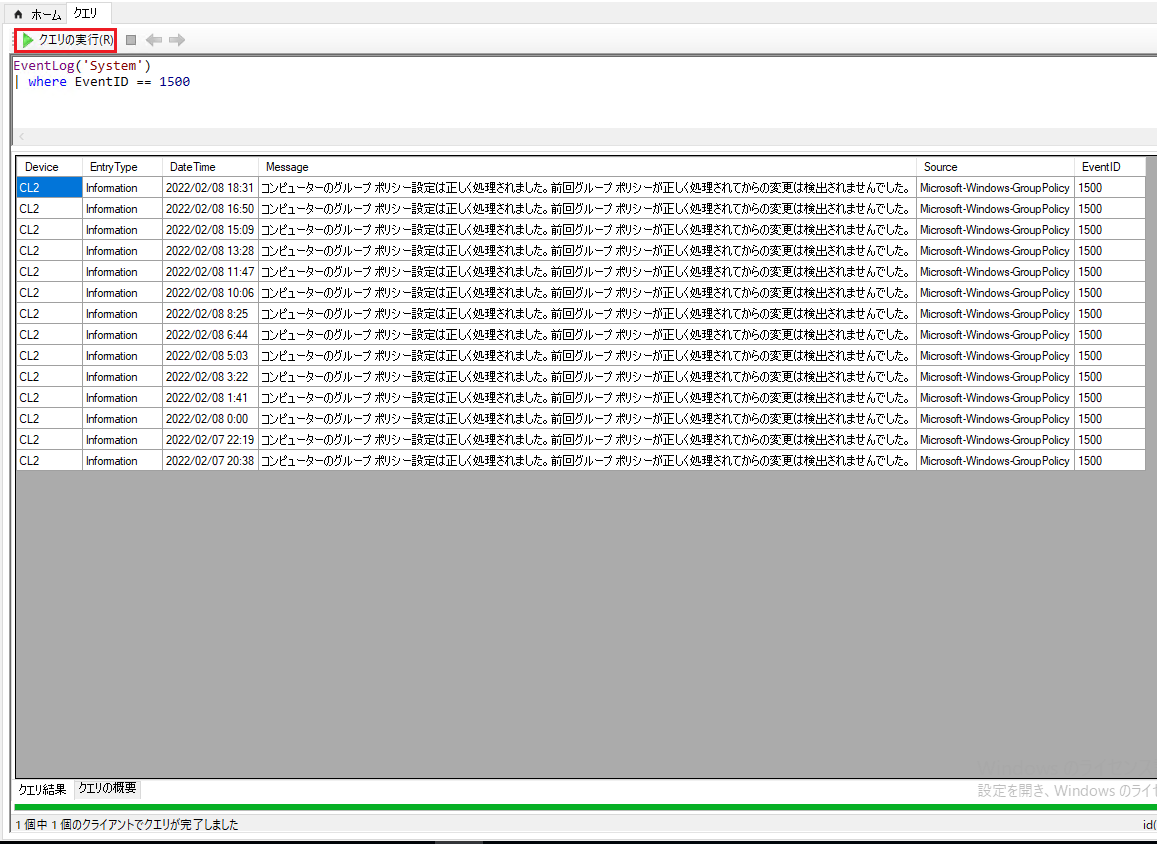 ホーム クエリ
クエリの実行(R)
EventLog('System')
| where EventID == 1500
Device EntryType DateTime Message Source EventID
CL2 Information 2022/02/08 18:31 コンピューターのグループ ポリシー設定は正しく処理されました。前回グループ ポリシーが正しく処理されてからの変更は検出されませんでした。 Microsoft-Windows-GroupPolicy 1500
CL2 Information 2022/02/08 16:50 コンピューターのグループ ポリシー設定は正しく処理されました。前回グループ ポリシーが正しく処理されてからの変更は検出されませんでした。 Microsoft-Windows-GroupPolicy 1500
CL2 Information 2022/02/08 15:09 コンピューターのグループ ポリシー設定は正しく処理されました。前回グループ ポリシーが正しく処理されてからの変更は検出されませんでした。 Microsoft-Windows-GroupPolicy 1500
CL2 Information 2022/02/08 13:28 コンピューターのグループ ポリシー設定は正しく処理されました。前回グループ ポリシーが正しく処理されてからの変更は検出されませんでした。 Microsoft-Windows-GroupPolicy 1500
CL2 Information 2022/02/08 11:47 コンピューターのグループ ポリシー設定は正しく処理されました。前回グループ ポリシーが正しく処理されてからの変更は検出されませんでした。 Microsoft-Windows-GroupPolicy 1500
CL2 Information 2022/02/08 10:06 コンピューターのグループ ポリシー設定は正しく処理されました。前回グループ ポリシーが正しく処理されてからの変更は検出されませんでした。 Microsoft-Windows-GroupPolicy 1500
CL2 Information 2022/02/08 8:25 コンピューターのグループ ポリシー設定は正しく処理されました。前回グループ ポリシーが正しく処理されてからの変更は検出されませんでした。 Microsoft-Windows-GroupPolicy 1500
CL2 Information 2022/02/08 6:44 コンピューターのグループ ポリシー設定は正しく処理されました。前回グループ ポリシーが正しく処理されてからの変更は検出されませんでした。 Microsoft-Windows-GroupPolicy 1500
CL2 Information 2022/02/08 5:03 コンピューターのグループ ポリシー設定は正しく処理されました。前回グループ ポリシーが正しく処理されてからの変更は検出されませんでした。 Microsoft-Windows-GroupPolicy 1500
CL2 Information 2022/02/08 3:22 コンピューターのグループ ポリシー設定は正しく処理されました。前回グループ ポリシーが正しく処理されてからの変更は検出されませんでした。 Microsoft-Windows-GroupPolicy 1500
CL2 Information 2022/02/08 1:41 コンピューターのグループ ポリシー設定は正しく処理されました。前回グループ ポリシーが正しく処理されてからの変更は検出されませんでした。 Microsoft-Windows-GroupPolicy 1500
CL2 Information 2022/02/08 0:00 コンピューターのグループ ポリシー設定は正しく処理されました。前回グループ ポリシーが正しく処理されてからの変更は検出されませんでした。 Microsoft-Windows-GroupPolicy 1500
CL2 Information 2022/02/07 22:19 コンピューターのグループ ポリシー設定は正しく処理されました。前回グループ ポリシーが正しく処理されてからの変更は検出されませんでした。 Microsoft-Windows-GroupPolicy 1500
CL2 Information 2022/02/07 20:38 コンピューターのグループ ポリシー設定は正しく処理されました。前回グループ ポリシーが正しく処理されてからの変更は検出されませんでした。 Microsoft-Windows-GroupPolicy 1500
クエリ結果 クエリの概要
設定を開き、Windows のライ
1 個中 1 個のクライアントでクエリが完了しました id(